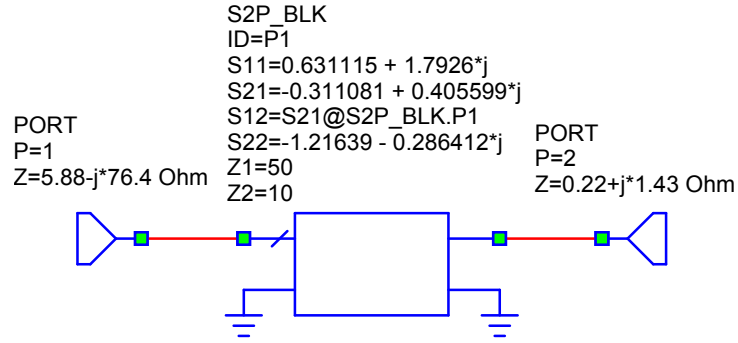 S2P_BLK
ID=P1
S11=0.631115 + 1.7926*j
S21=-0.311081 + 0.405599*j
S12=S21@S2P_BLK.P1
S22=-1.21639 - 0.286412*j
Z1=50
Z2=10
PORT
P=1
Z=5.88-j*76.4 Ohm
PORT
P=2
Z=0.22+j*1.43 Ohm